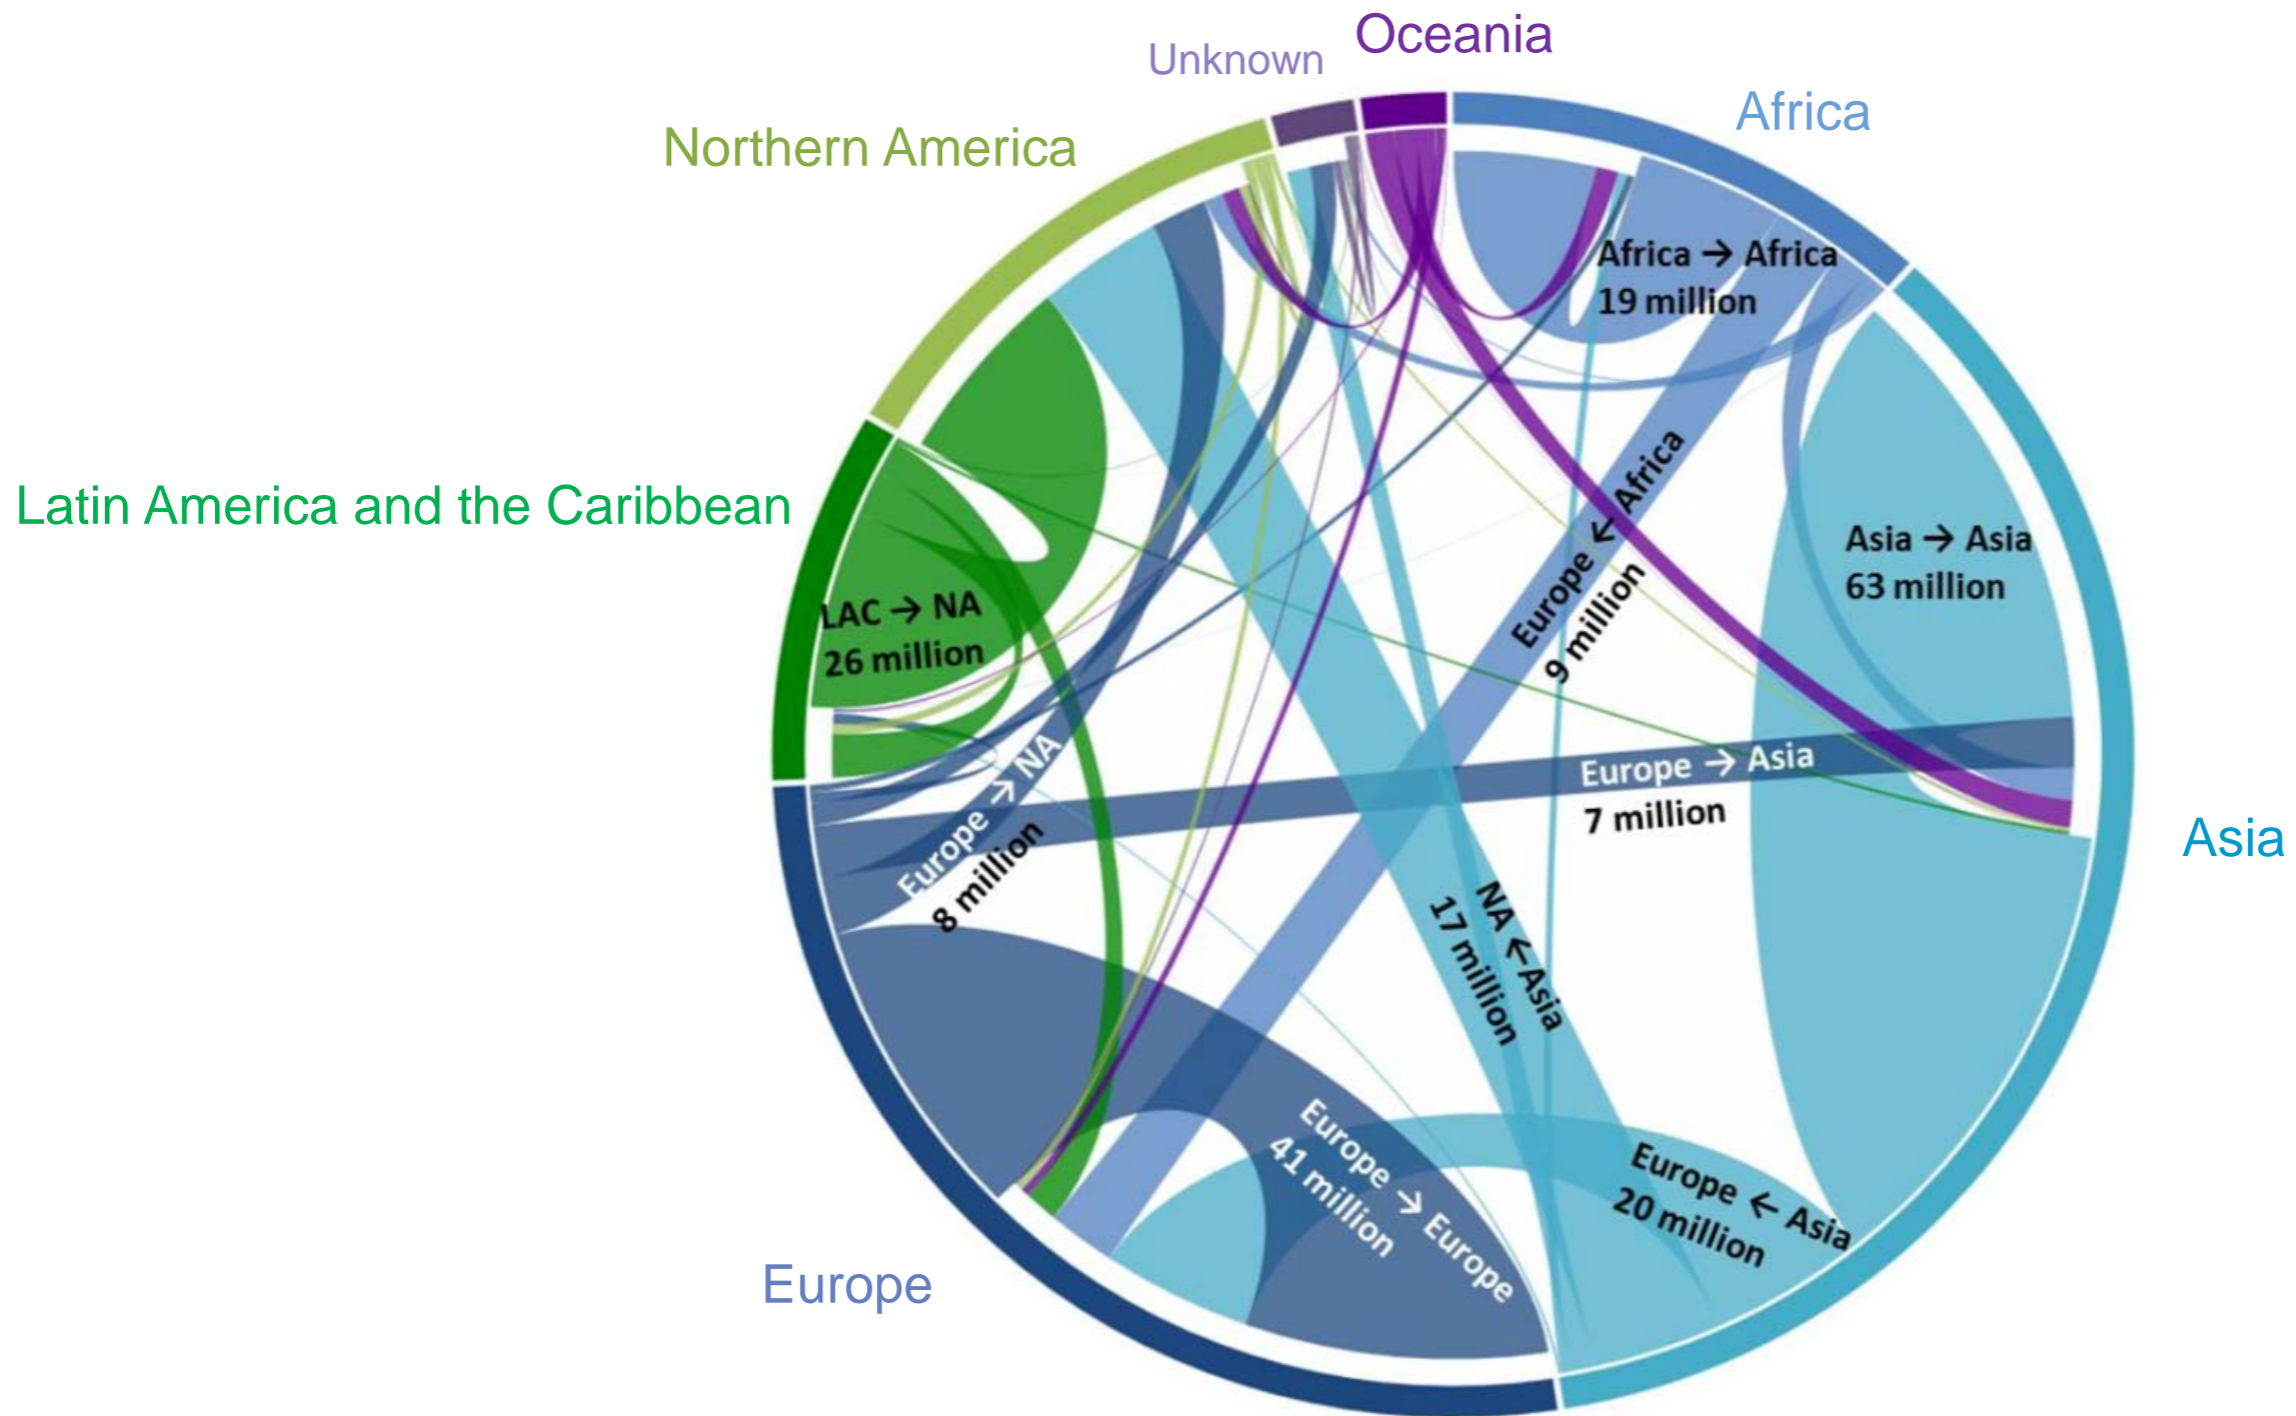 Oceania
Unknown
Africa
Northern America
Africa → Africa
19 million
Latin America and the Caribbean
Europe ← Africa
9 million
Asia → Asia
63 million
LAC → NA
26 million
Europe → NA
8 million
Europe → Asia
7 million
Asia
NA ← Asia
17 million
Europe → Europe
41 million
Europe ← Asia
20 million
Europe